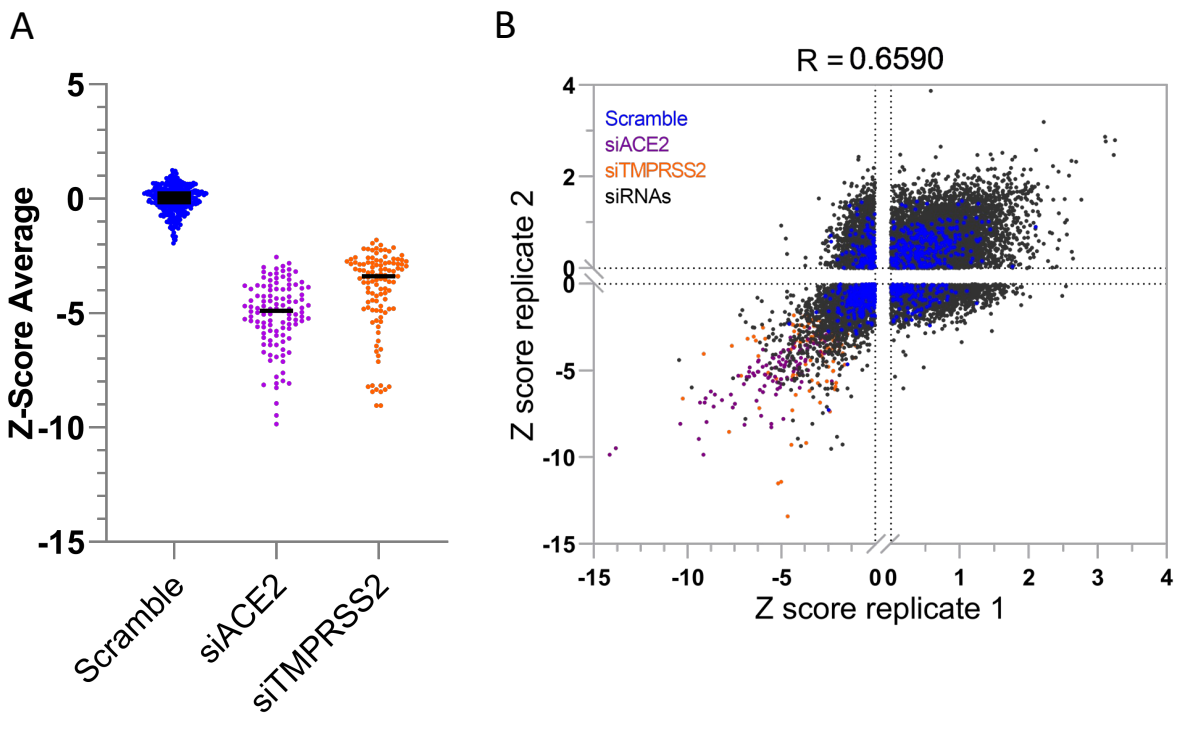 A
B
R = 0.6590
5
0
-5
-10
-15
Z-Score Average
Scramble
siACE2
siTMPRSS2
4
2
0
0
-5
-10
-15
Z score replicate 2
Scramble
siACE2
siTMPRSS2
siRNAs
-15 -10 -5 0 0 1 2 3 4
Z score replicate 1